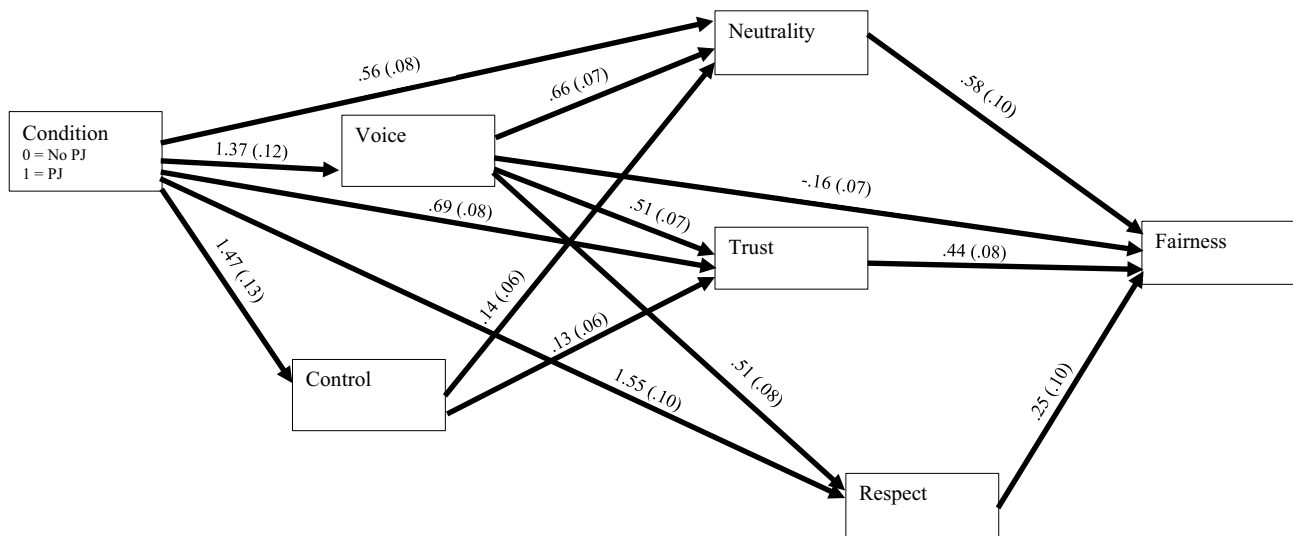 Neutrality
.56 (.08)
.66 (.07)
.58 (.10)
Condition
0 = No PJ
1 = PJ
Voice
1.37 (.12)
-.16 (.07)
.69 (.08)
.51 (.07)
Trust
.44 (.08)
Fairness
1.47 (.13)
.14 (.06)
.13 (.06)
Control
1.55 (.10)
.51 (.08)
.25 (.10)
Respect